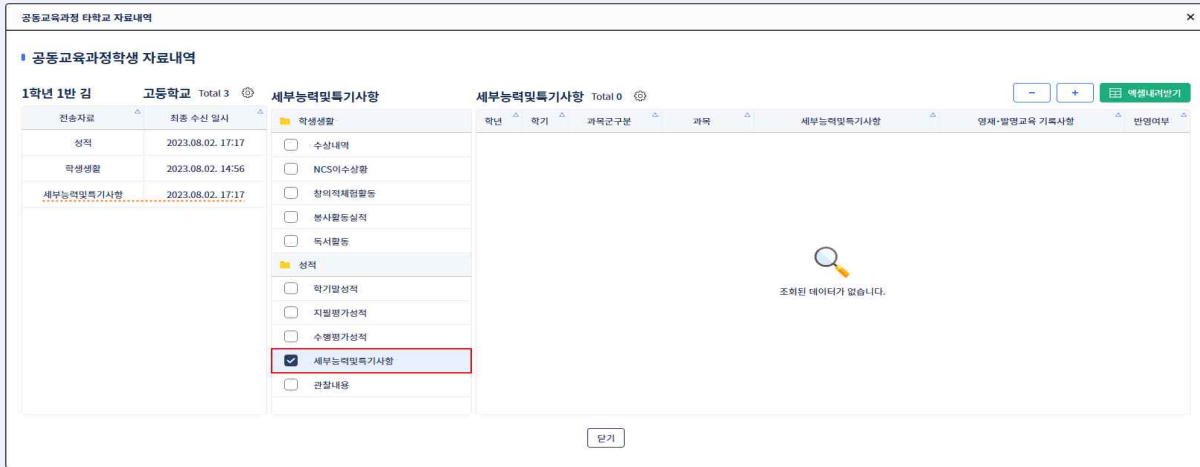 공동교육과정 타학교 자료내역
공동교육과정학생 자료내역
1학년 1반 김 고등학교 Total 3
전송자료 최종 수신 일시
성적 2023.08.02. 17:17
학생생활 2023.08.02. 14:56
세부능력및특기사항 2023.08.02. 17:17
세부능력및특기사항
학생생활
수상내역
NCS이수상황
창의적체험활동
봉사활동실적
독서활동
성적
학기말성적
지필평가성적
수행평가성적
세부능력및특기사항
관찰내용
세부능력및특기사항 Total 0
- + 엑셀내려받기
학년 학기 과목군구분 과목 세부능력및특기사항 영재·발명교육 기록사항 반영여부
조회된 데이터가 없습니다.
닫기